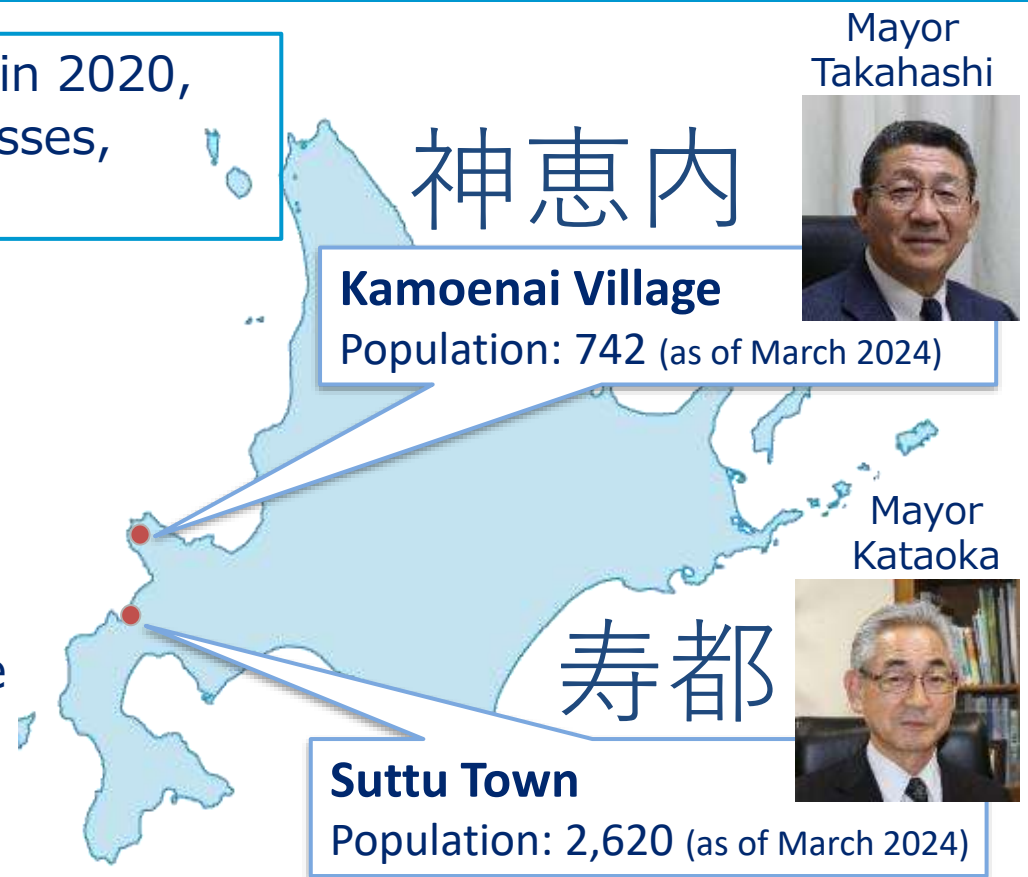 in 2020,
sses,
Mayor
Takahashi
神恵内
Kamoenai Village
Population: 742 (as of March 2024)
Mayor
Kataoka
寿都
e
Suttu Town
Population: 2,620 (as of March 2024)